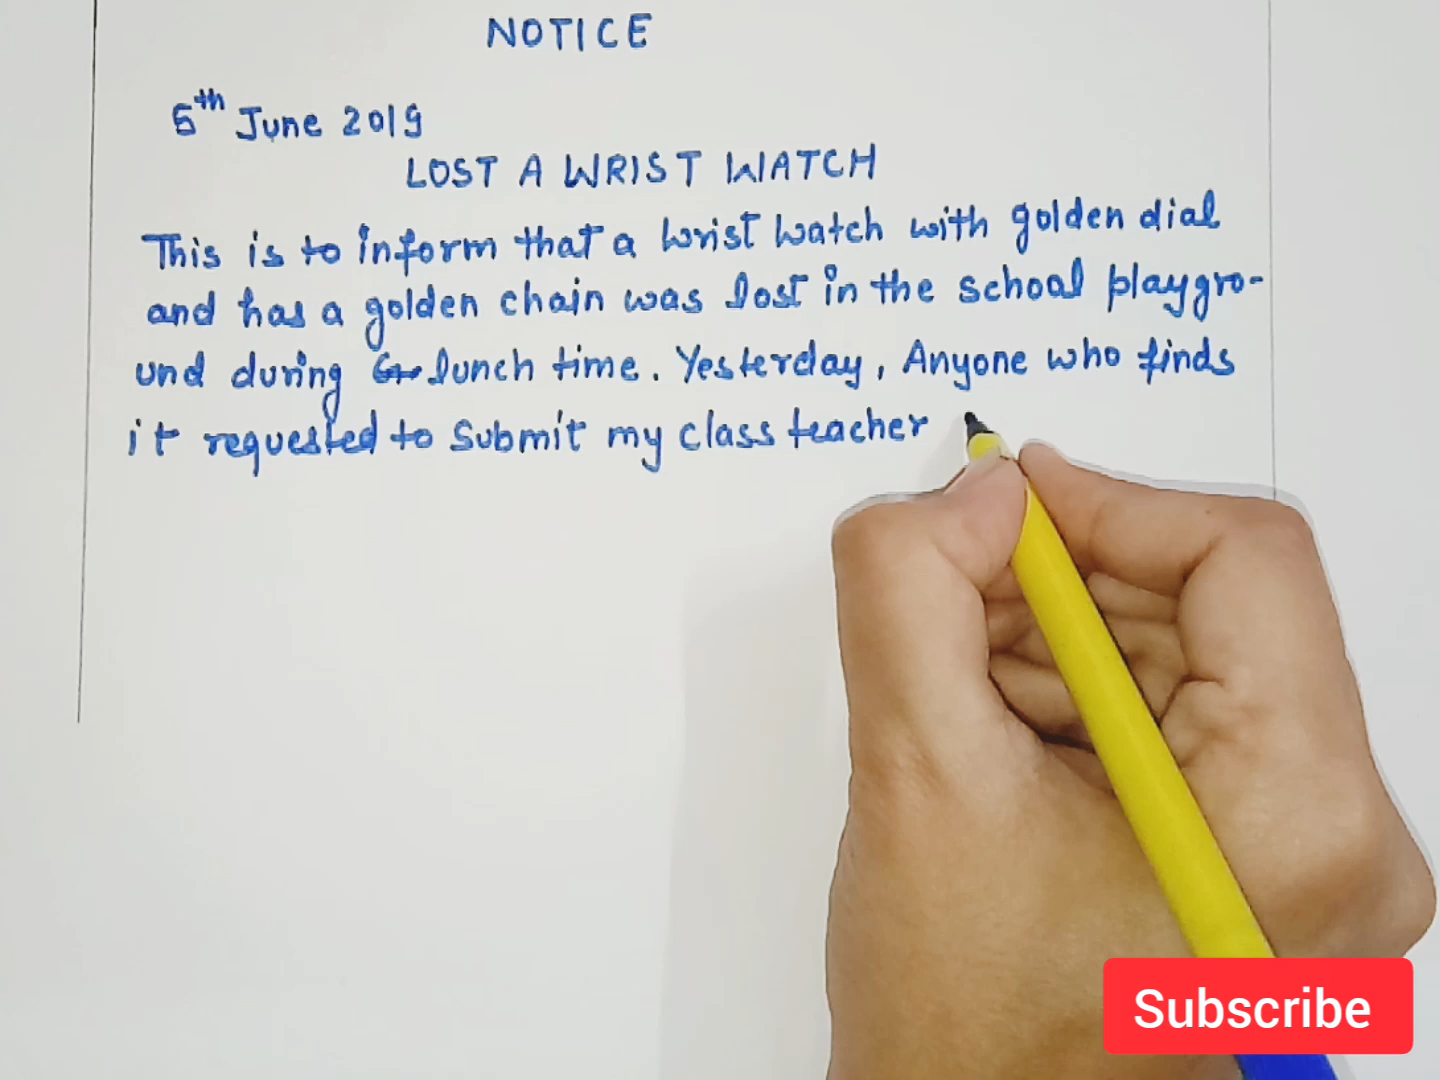 NOTICE
5th June 2019
LOST A WRIST WATCH
This is to inform that a wrist watch with golden dial
and has a golden chain was lost in the school playgro-
und during lunch time. Yesterday, Anyone who finds
it requested to submit my class teacher
Subscribe